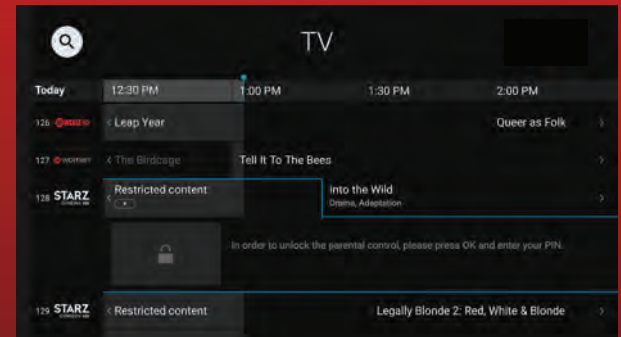 TV
Today 12:30 PM 1:00 PM 1:30 PM 2:00 PM
126 Leap Year Queer as Folk
127 The Birdcage Tell It To The Bees
128 STARZ Restricted content Into the Wild
Drama, Adaptation
In order to unlock the parental control, please press OK and enter your PIN.
129 STARZ Restricted content Legally Blonde 2: Red, White & Blonde